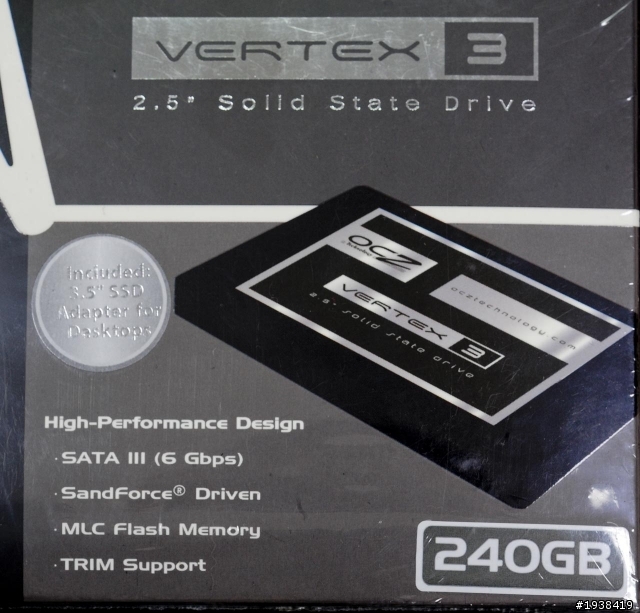 VERTEX 3
2.5" Solid State Drive
Included:
3.5" SSD
Adapter for
Desktops
OCZ
Technology
ocztechnology.com
VERTEX 3
2.5" Solid State Drive
High-Performance Design
· SATA III (6 Gbps)
· SandForce® Driven
· MLC Flash Memory
· TRIM Support
240GB
#1938419